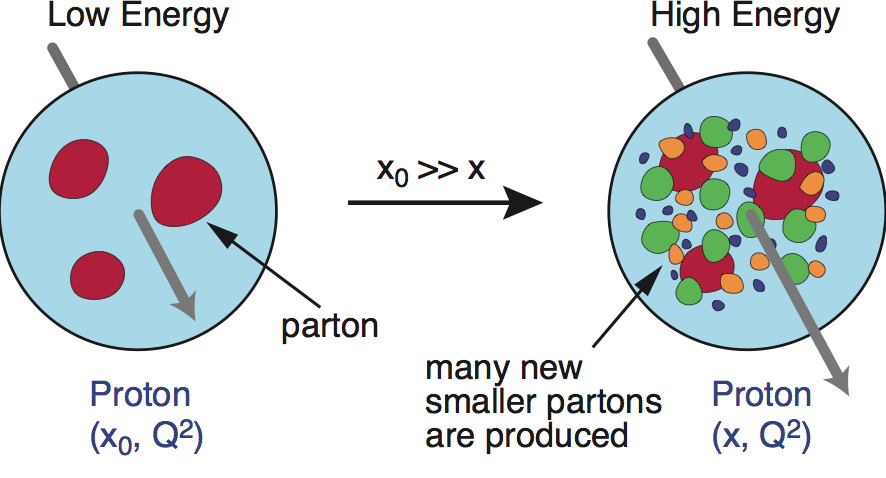 Low Energy
High Energy
x₀ >> x
parton
many new
smaller partons
are produced
Proton
(x₀, Q²)
Proton
(x, Q²)